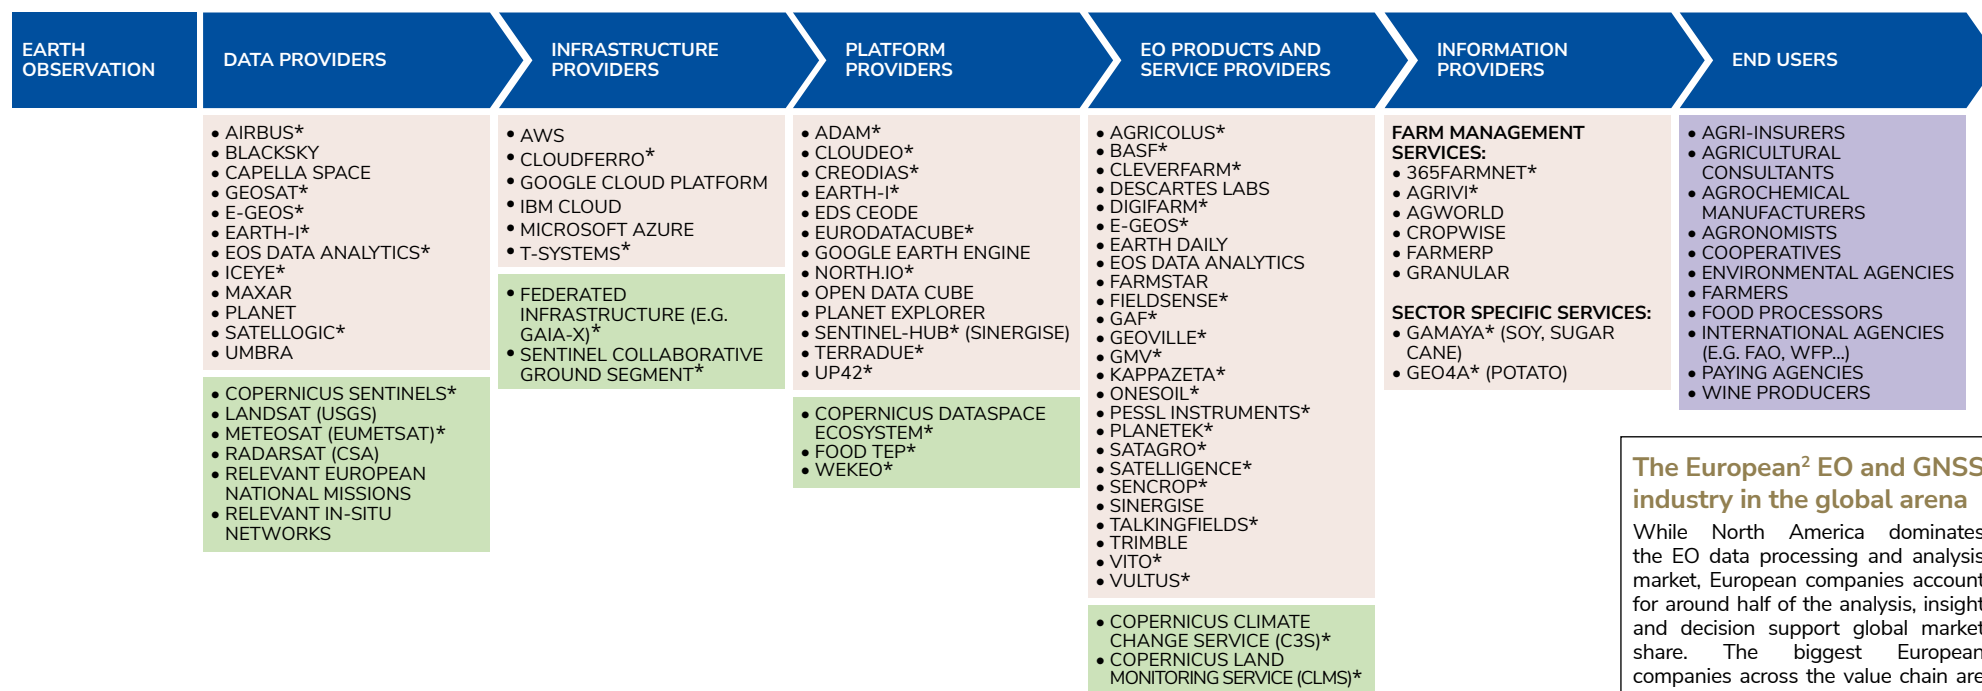 EARTH
OBSERVATION
DATA PROVIDERS
INFRASTRUCTURE
PROVIDERS
PLATFORM
PROVIDERS
EO PRODUCTS AND
SERVICE PROVIDERS
INFORMATION
PROVIDERS
END USERS
• AIRBUS*
• BLACKSKY
• CAPELLA SPACE
• GEOSAT*
• E-GEOS*
• EARTH-I*
• EOS DATA ANALYTICS*
• ICEYE*
• MAXAR
• PLANET
• SATELLOGIC*
• UMBRA
• COPERNICUS SENTINELS*
• LANDSAT (USGS)
• METEOSAT (EUMETSAT)*
• RADARSAT (CSA)
• RELEVANT EUROPEAN
NATIONAL MISSIONS
• RELEVANT IN-SITU
NETWORKS
• AWS
• CLOUDFERRO*
• GOOGLE CLOUD PLATFORM
• IBM CLOUD
• MICROSOFT AZURE
• T-SYSTEMS*
• FEDERATED
INFRASTRUCTURE (E.G.
GAIA-X)*
• SENTINEL COLLABORATIVE
GROUND SEGMENT*
• ADAM*
• CLOUDEO*
• CREODIAS*
• EARTH-I*
• EDS CEODE
• EURODATACUBE*
• GOOGLE EARTH ENGINE
• NORTH.IO*
• OPEN DATA CUBE
• PLANET EXPLORER
• SENTINEL-HUB* (SINERGISE)
• TERRADUE*
• UP42*
• COPERNICUS DATASPACE
ECOSYSTEM*
• FOOD TEP*
• WEKEO*
• AGRICOLUS*
• BASF*
• CLEVERFARM*
• DESCARTES LABS
• DIGIFARM*
• E-GEOS*
• EARTH DAILY
• EOS DATA ANALYTICS
• FARMSTAR
• FIELDSENSE*
• GAF*
• GEOVILLE*
• GMV*
• KAPPAZETA*
• ONESOIL*
• PESSL INSTRUMENTS*
• PLANETEK*
• SATAGRO*
• SATELLIGENCE*
• SENCROP*
• SINERGISE
• TALKINGFIELDS*
• TRIMBLE
• VITO*
• VULTUS*
• COPERNICUS CLIMATE
CHANGE SERVICE (C3S)*
• COPERNICUS LAND
MONITORING SERVICE (CLMS)*
FARM MANAGEMENT
SERVICES:
• 365FARMNET*
• AGRIVI*
• AGWORLD
• CROPWISE
• FARMERP
• GRANULAR
SECTOR SPECIFIC SERVICES:
• GAMAYA* (SOY, SUGAR
CANE)
• GEO4A* (POTATO)
• AGRI-INSURERS
• AGRICULTURAL
CONSULTANTS
• AGROCHEMICAL
MANUFACTURERS
• AGRONOMISTS
• COOPERATIVES
• ENVIRONMENTAL AGENCIES
• FARMERS
• FOOD PROCESSORS
• INTERNATIONAL AGENCIES
(E.G. FAO, WFP...)
• PAYING AGENCIES
• WINE PRODUCERS
The European² EO and GNSS
industry in the global arena
While North America dominates
the EO data processing and analysis
market, European companies account
for around half of the analysis, insight
and decision support global market
share. The biggest European
companies across the value chain are